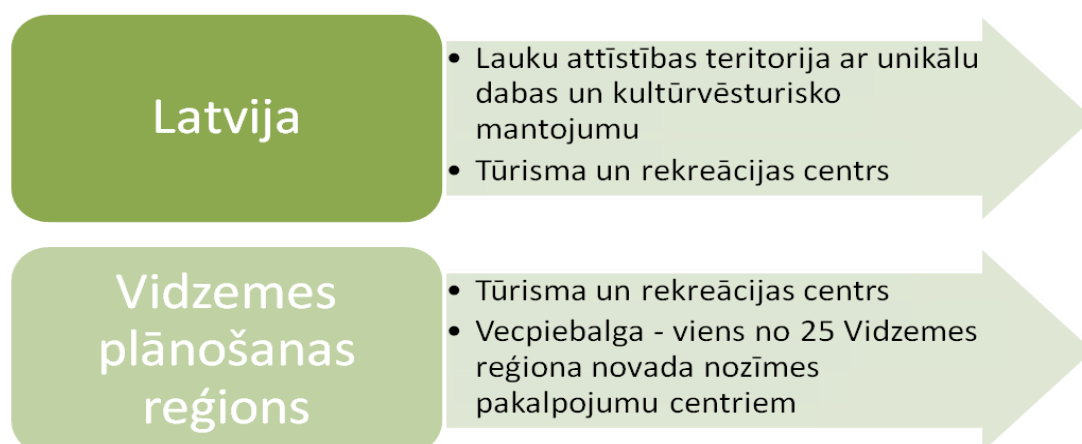 Latvija
• Lauku attīstības teritorija ar unikālu
dabas un kultūrvēsturisko
mantojumu
• Tūrisma un rekreācijas centrs
Vidzemes
plānošanas
reģions
• Tūrisma un rekreācijas centrs
• Vecpiebalga - viens no 25 Vidzemes
reģiona novada nozīmes
pakalpojumu centriem